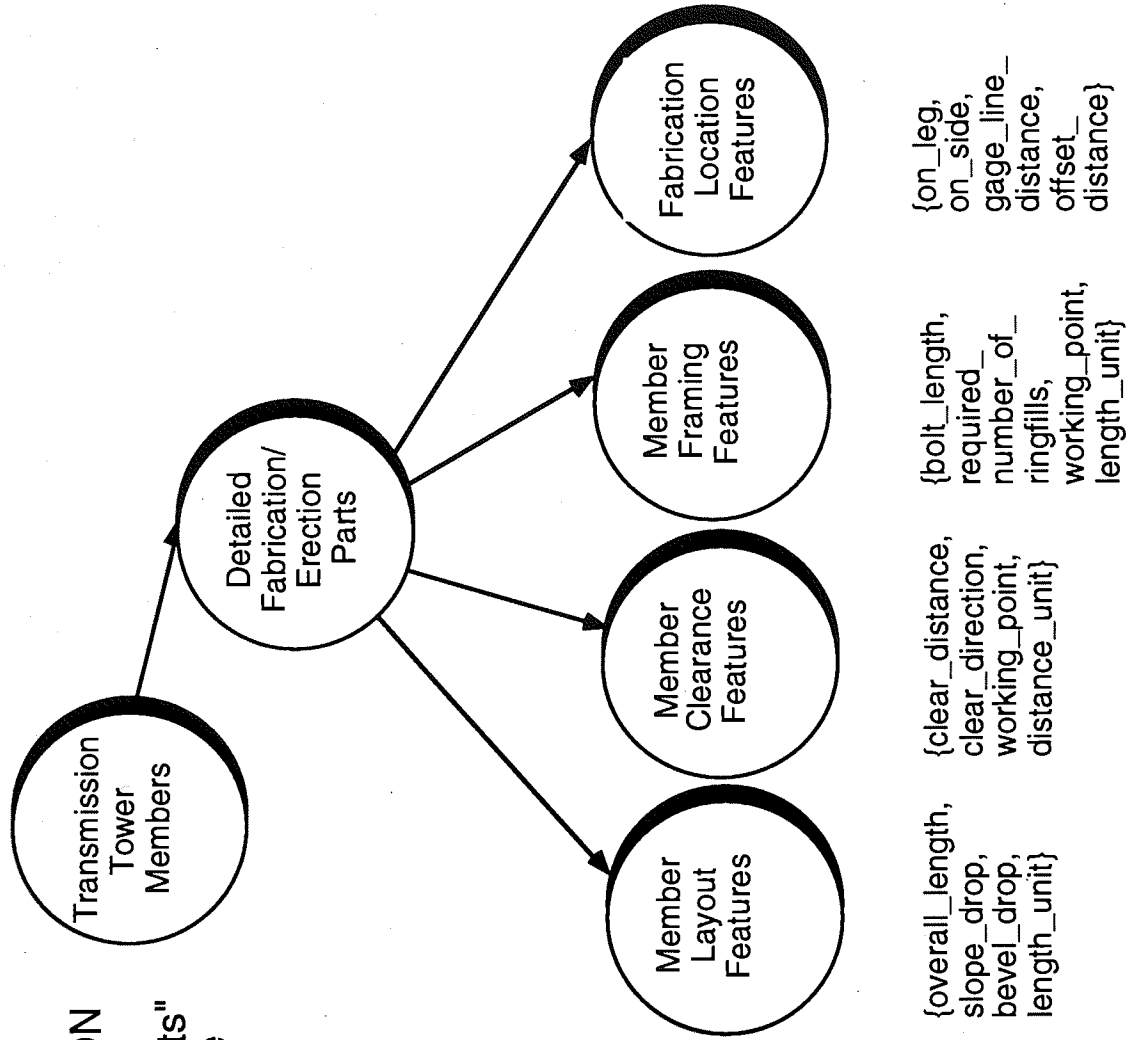 ON
ts"
e
Transmission
Tower
Members
Detailed
Fabrication/
Erection
Parts
Member
Layout
Features
Member
Clearance
Features
Member
Framing
Features
Fabrication
Location
Features
{overall_length,
slope_drop,
bevel_drop,
length_unit}
{clear_distance,
clear_direction,
working_point,
distance_unit}
{bolt_length,
required_
number_of_
ringfills,
working_point,
length_unit}
{on_leg,
on_side,
gage_line_
distance,
offset_
distance}